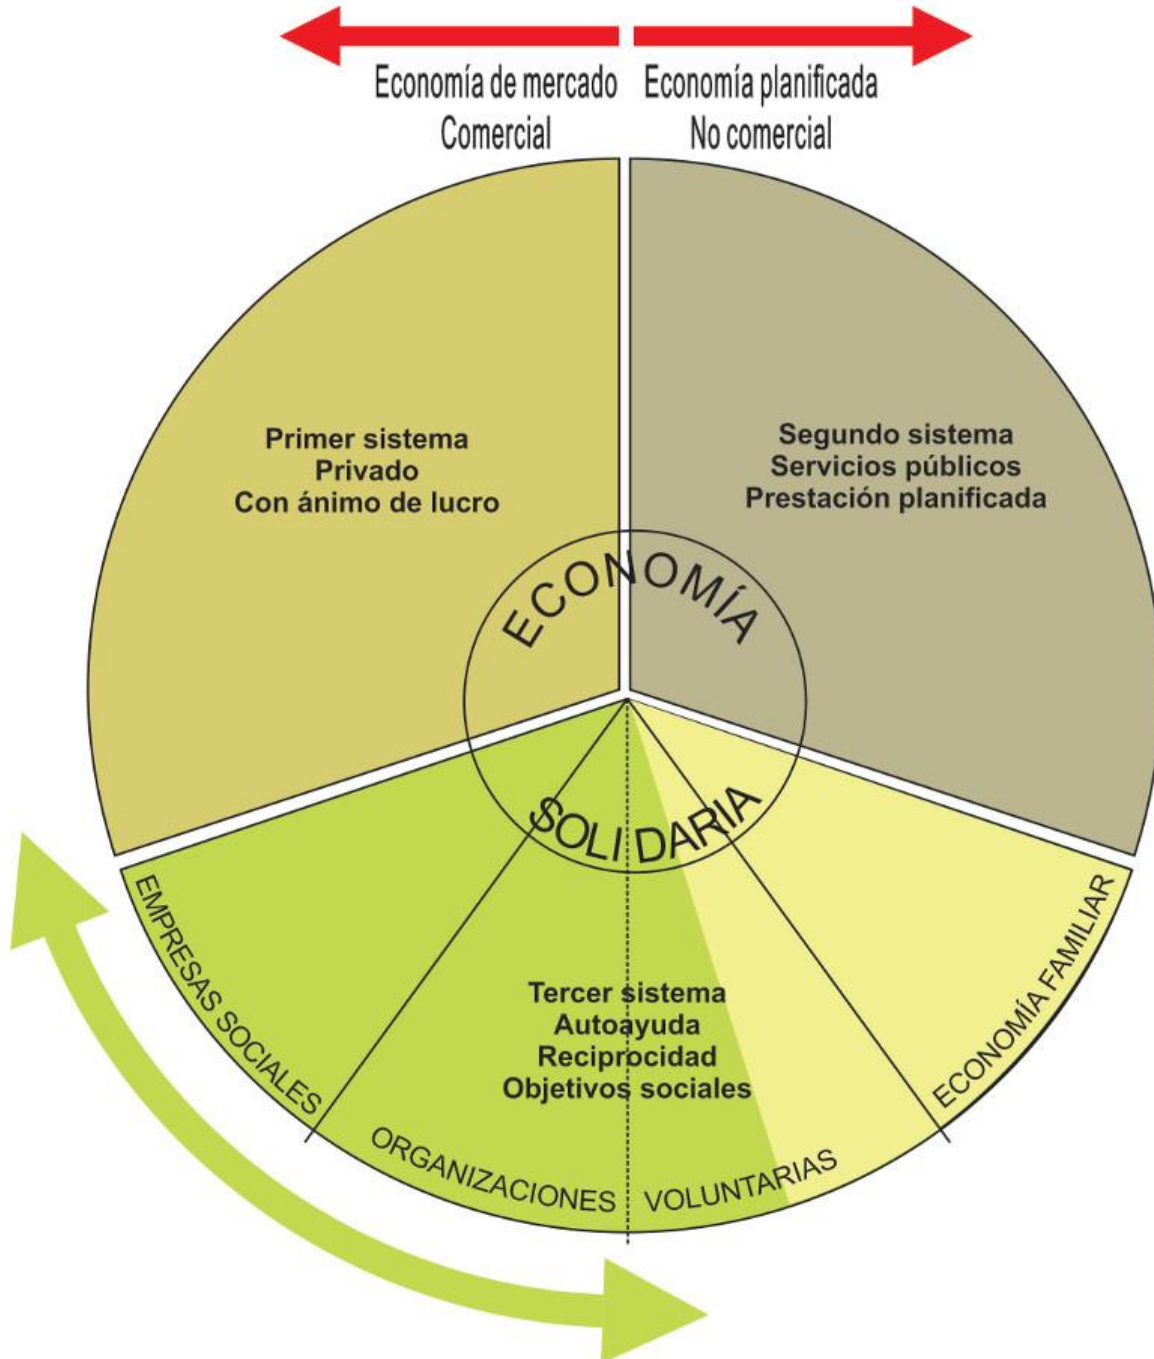 Economía de mercado
Comercial
Economía planificada
No comercial
Primer sistema
Privado
Con ánimo de lucro
Segundo sistema
Servicios públicos
Prestación planificada
ECONOMÍA
SOLIDARIA
Tercer sistema
Autoayuda
Reciprocidad
Objetivos sociales
EMPRESAS SOCIALES
ORGANIZACIONES VOLUNTARIAS
ECONOMÍA FAMILIAR